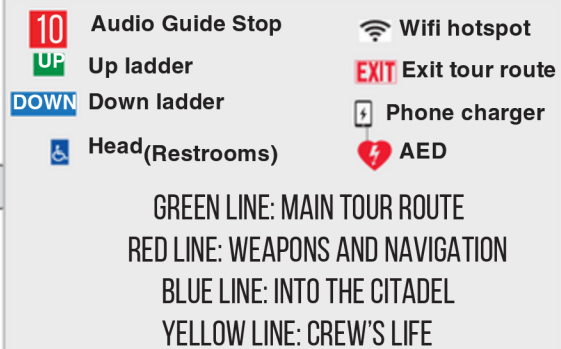 10 Audio Guide Stop
UP Up ladder
DOWN Down ladder
Head (Restrooms)
Wifi hotspot
EXIT Exit tour route
Phone charger
AED
GREEN LINE: MAIN TOUR ROUTE
RED LINE: WEAPONS AND NAVIGATION
BLUE LINE: INTO THE CITADEL
YELLOW LINE: CREW'S LIFE